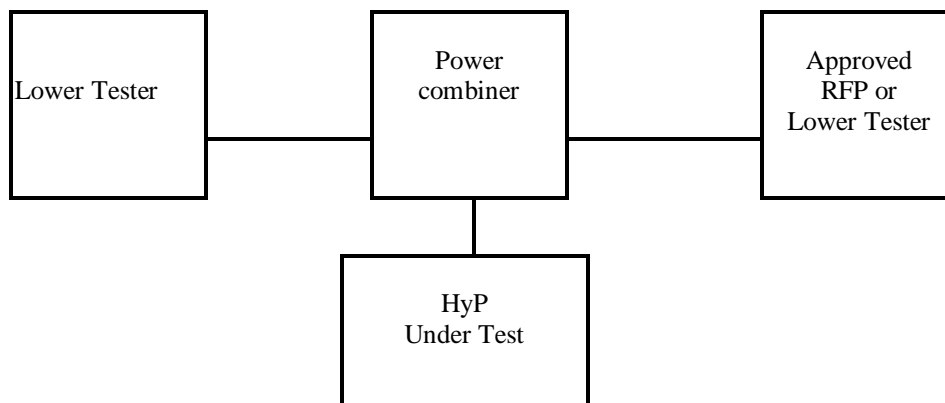 Lower Tester
Power
combiner
Approved
RFP or
Lower Tester
HyP
Under Test